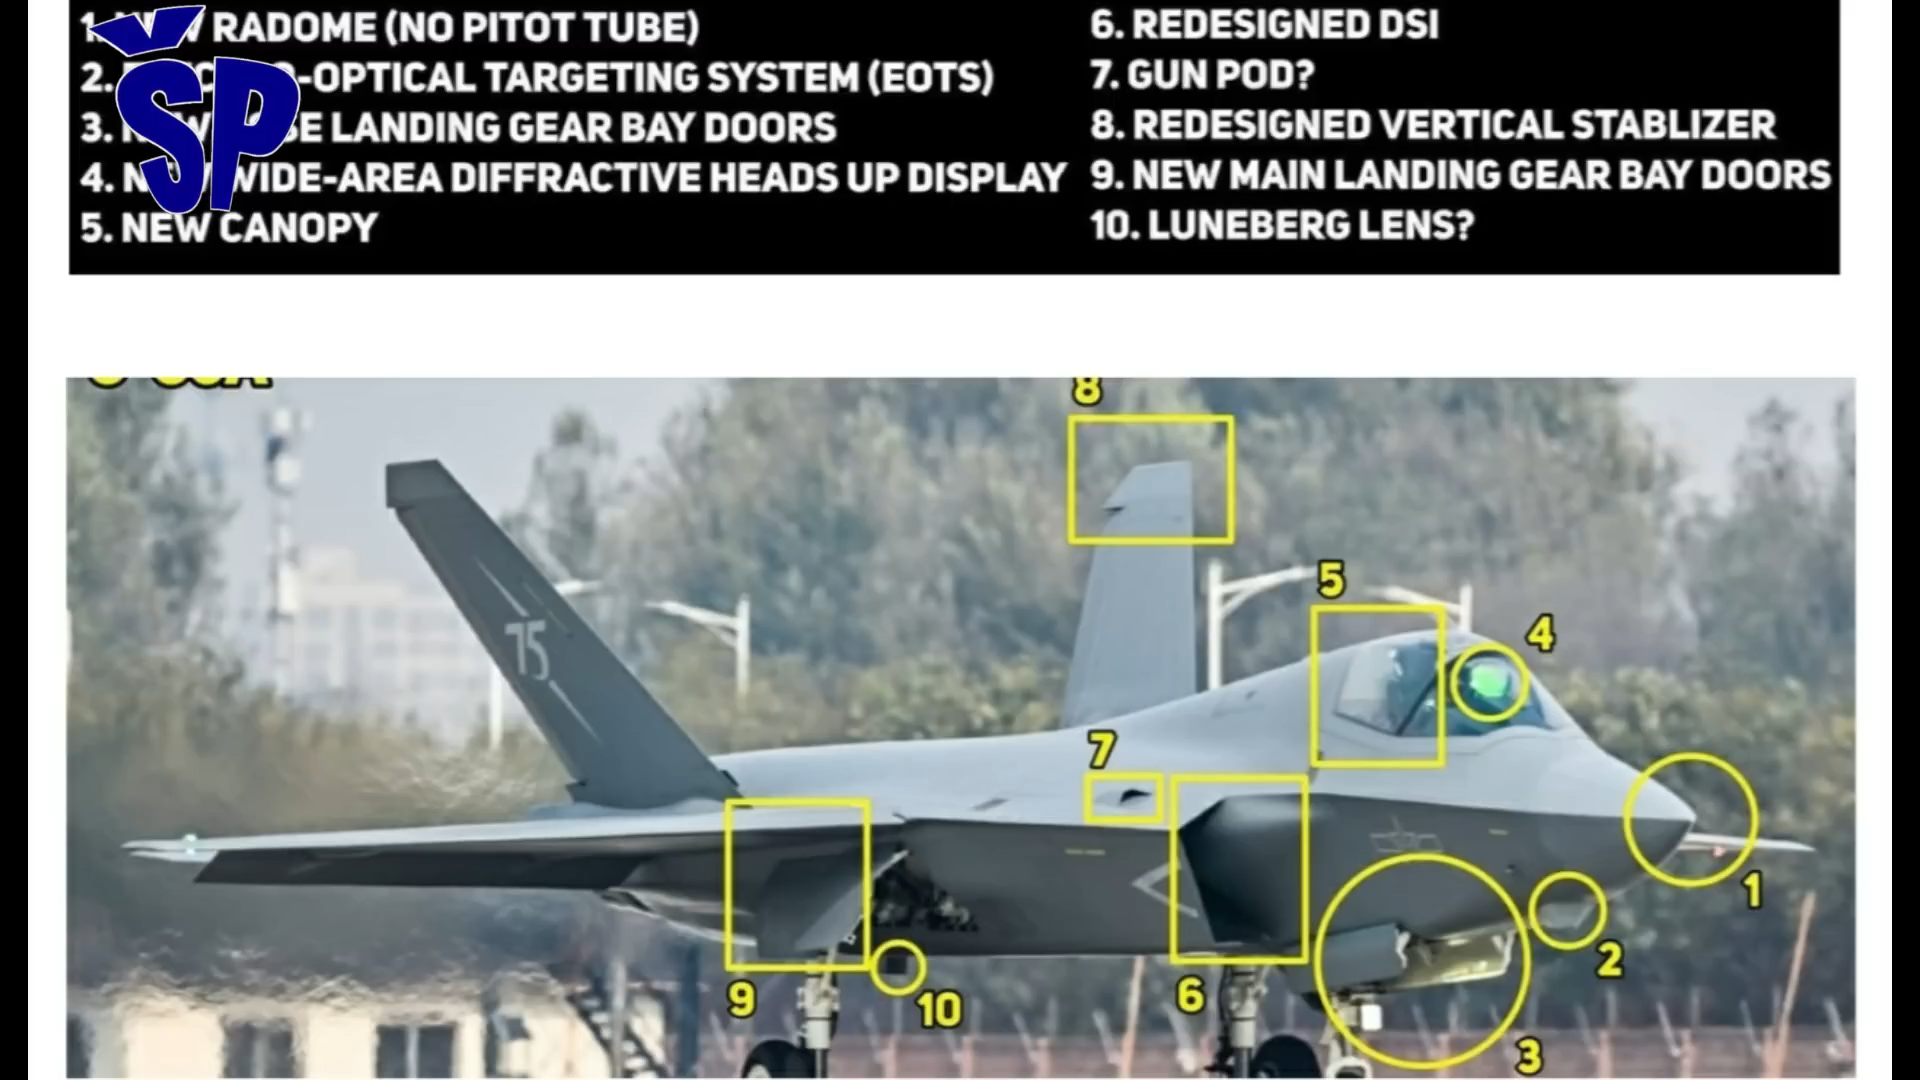 ŠP
1. RADOME (NO PITOT TUBE)
2. -OPTICAL TARGETING SYSTEM (EOTS)
3. LANDING GEAR BAY DOORS
4. WIDE-AREA DIFFRACTIVE HEADS UP DISPLAY
5. NEW CANOPY
6. REDESIGNED DSI
7. GUN POD?
8. REDESIGNED VERTICAL STABLIZER
9. NEW MAIN LANDING GEAR BAY DOORS
10. LUNEBERG LENS?
8
5
4
75
7
1
2
9
10
6
3